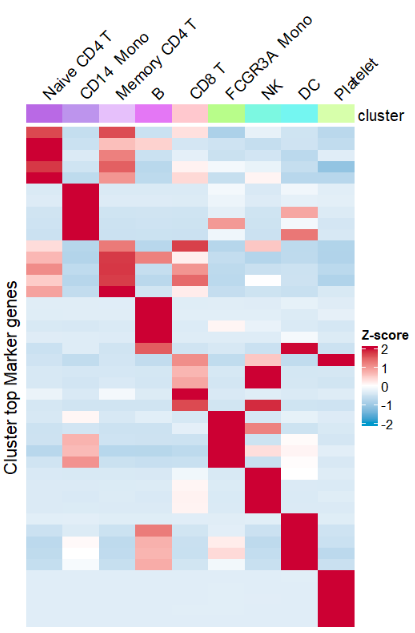 Naive CD4 T
CD14 Mono
Memory CD4 T
B
CD8 T
FCGR3A Mono
NK
DC
Platelet
cluster
Cluster top Marker genes
Z-score
2
1
0
-1
-2